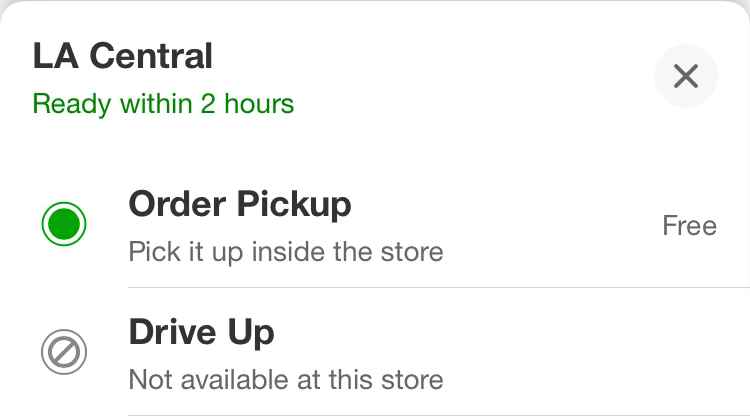 LA Central
Ready within 2 hours
Order Pickup
Free
Pick it up inside the store
Drive Up
Not available at this store